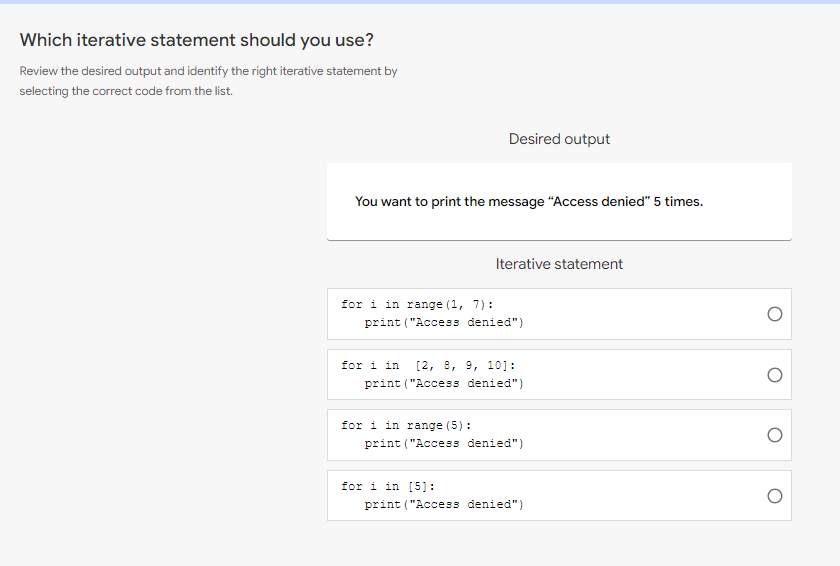 Which iterative statement should you use?
Review the desired output and identify the right iterative statement by
selecting the correct code from the list.
Desired output
You want to print the message “Access denied” 5 times.
Iterative statement
for i in range(1, 7):
print("Access denied")
for i in [2, 8, 9, 10]:
print("Access denied")
for i in range(5):
print("Access denied")
for i in [5]:
print("Access denied")